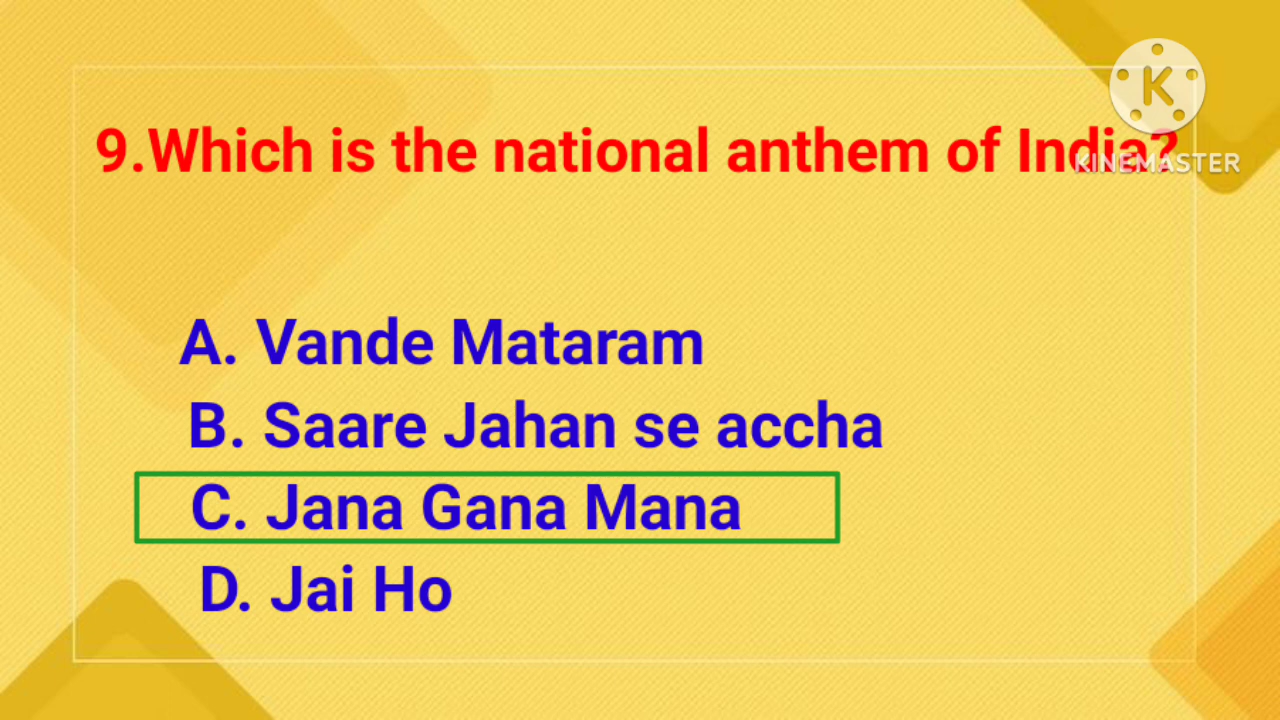 9.Which is the national anthem of India?
K
KINEMASTER
A. Vande Mataram
B. Saare Jahan se accha
C. Jana Gana Mana
D. Jai Ho